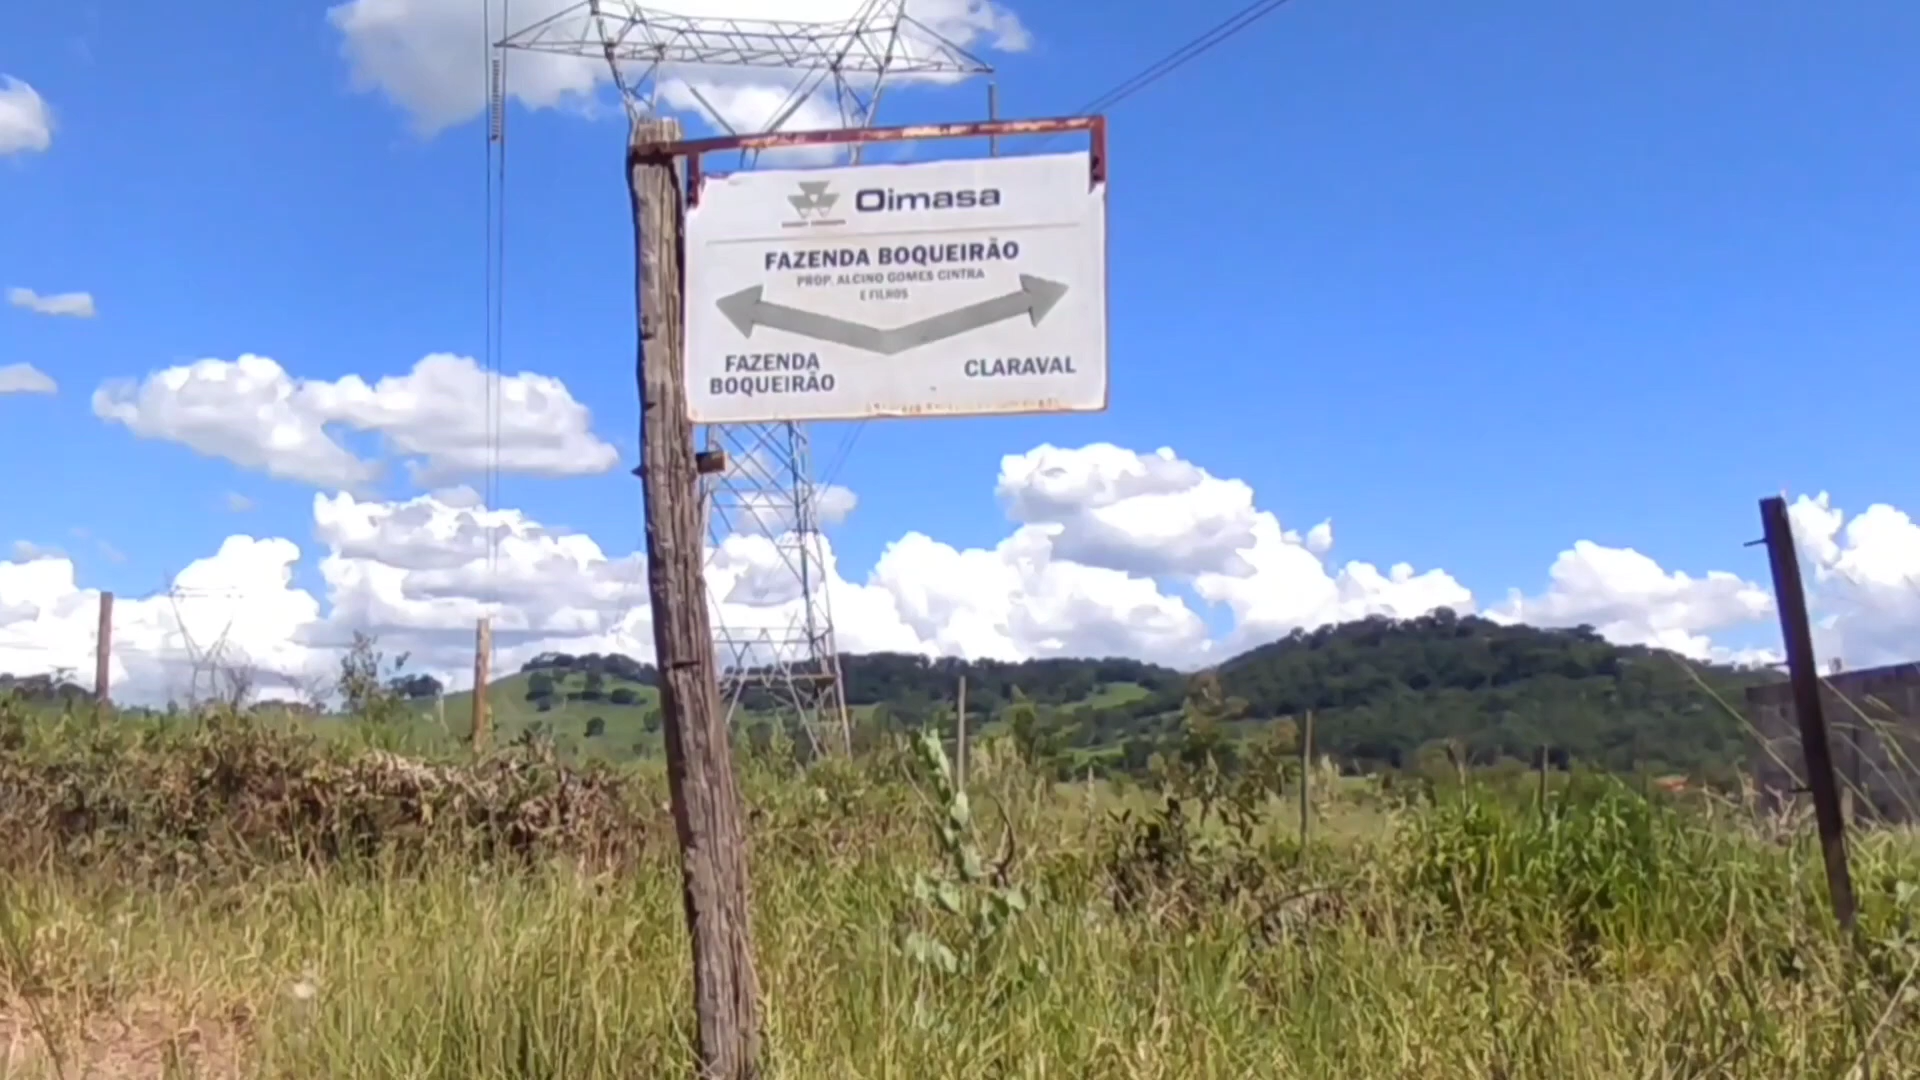 Oimasa
FAZENDA BOQUEIRÃO
PROP. ALCINO GOMES CINTRA
E FILHOS
FAZENDA
BOQUEIRÃO
CLARAVAL